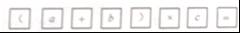 ( a + b ) × c =